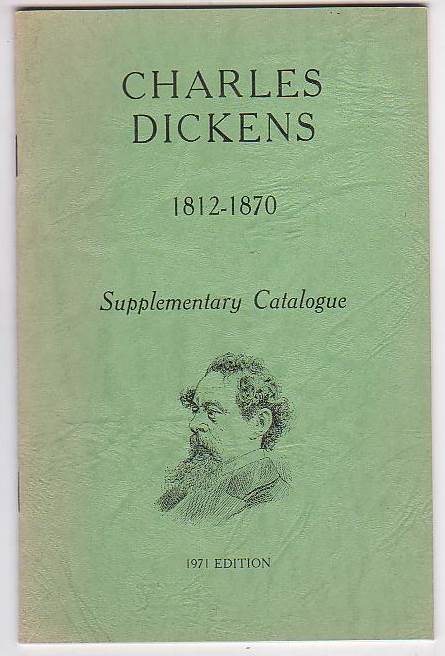 CHARLES
DICKENS
1812-1870
Supplementary Catalogue
1971 EDITION